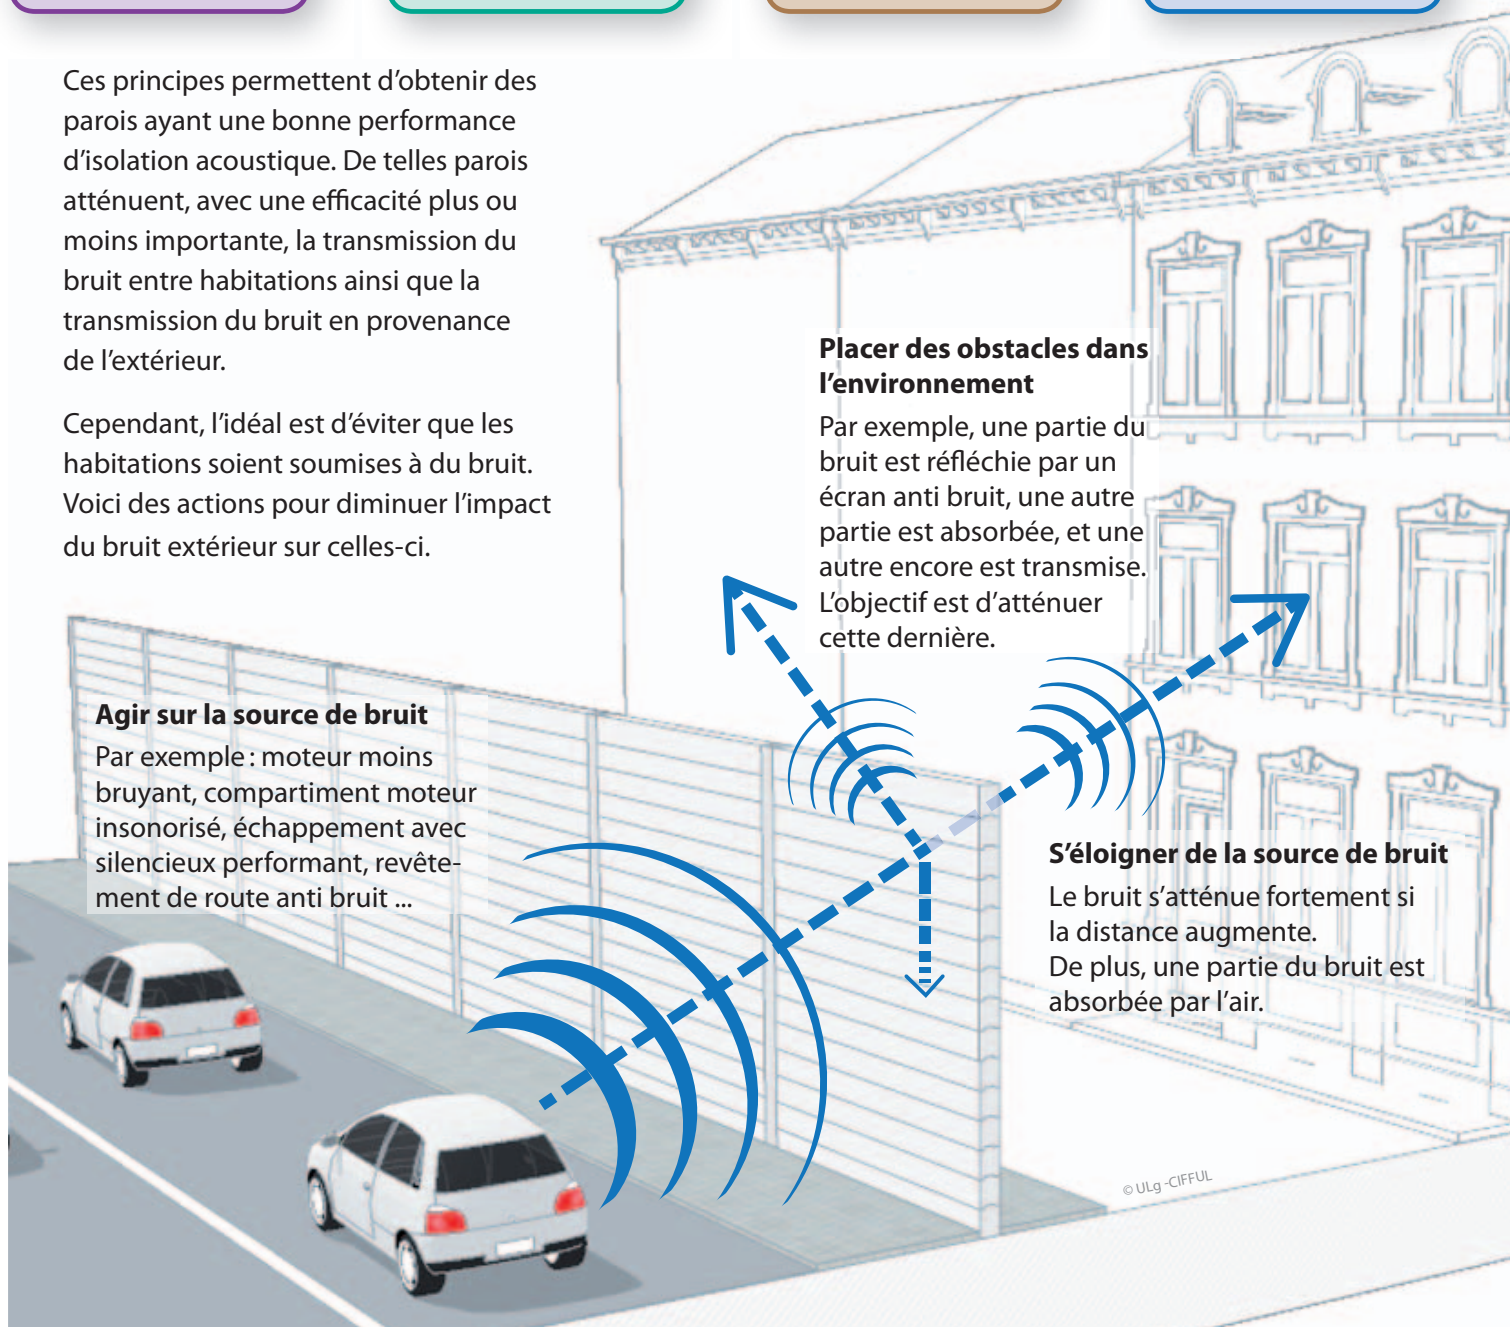 Ces principes permettent d'obtenir des
parois ayant une bonne performance
d'isolation acoustique. De telles parois
atténuent, avec une efficacité plus ou
moins importante, la transmission du
bruit entre habitations ainsi que la
transmission du bruit en provenance
de l'extérieur.
Cependant, l'idéal est d'éviter que les
habitations soient soumises à du bruit.
Voici des actions pour diminuer l'impact
du bruit extérieur sur celles-ci.
Placer des obstacles dans
l'environnement
Par exemple, une partie du
bruit est réfléchie par un
écran anti bruit, une autre
partie est absorbée, et une
autre encore est transmise.
L'objectif est d'atténuer
cette dernière.
Agir sur la source de bruit
Par exemple : moteur moins
bruyant, compartiment moteur
insonorisé, échappement avec
silencieux performant, revête-
ment de route anti bruit ...
S'éloigner de la source de bruit
Le bruit s'atténue fortement si
la distance augmente.
De plus, une partie du bruit est
absorbée par l'air.
© ULg -CIFFUL